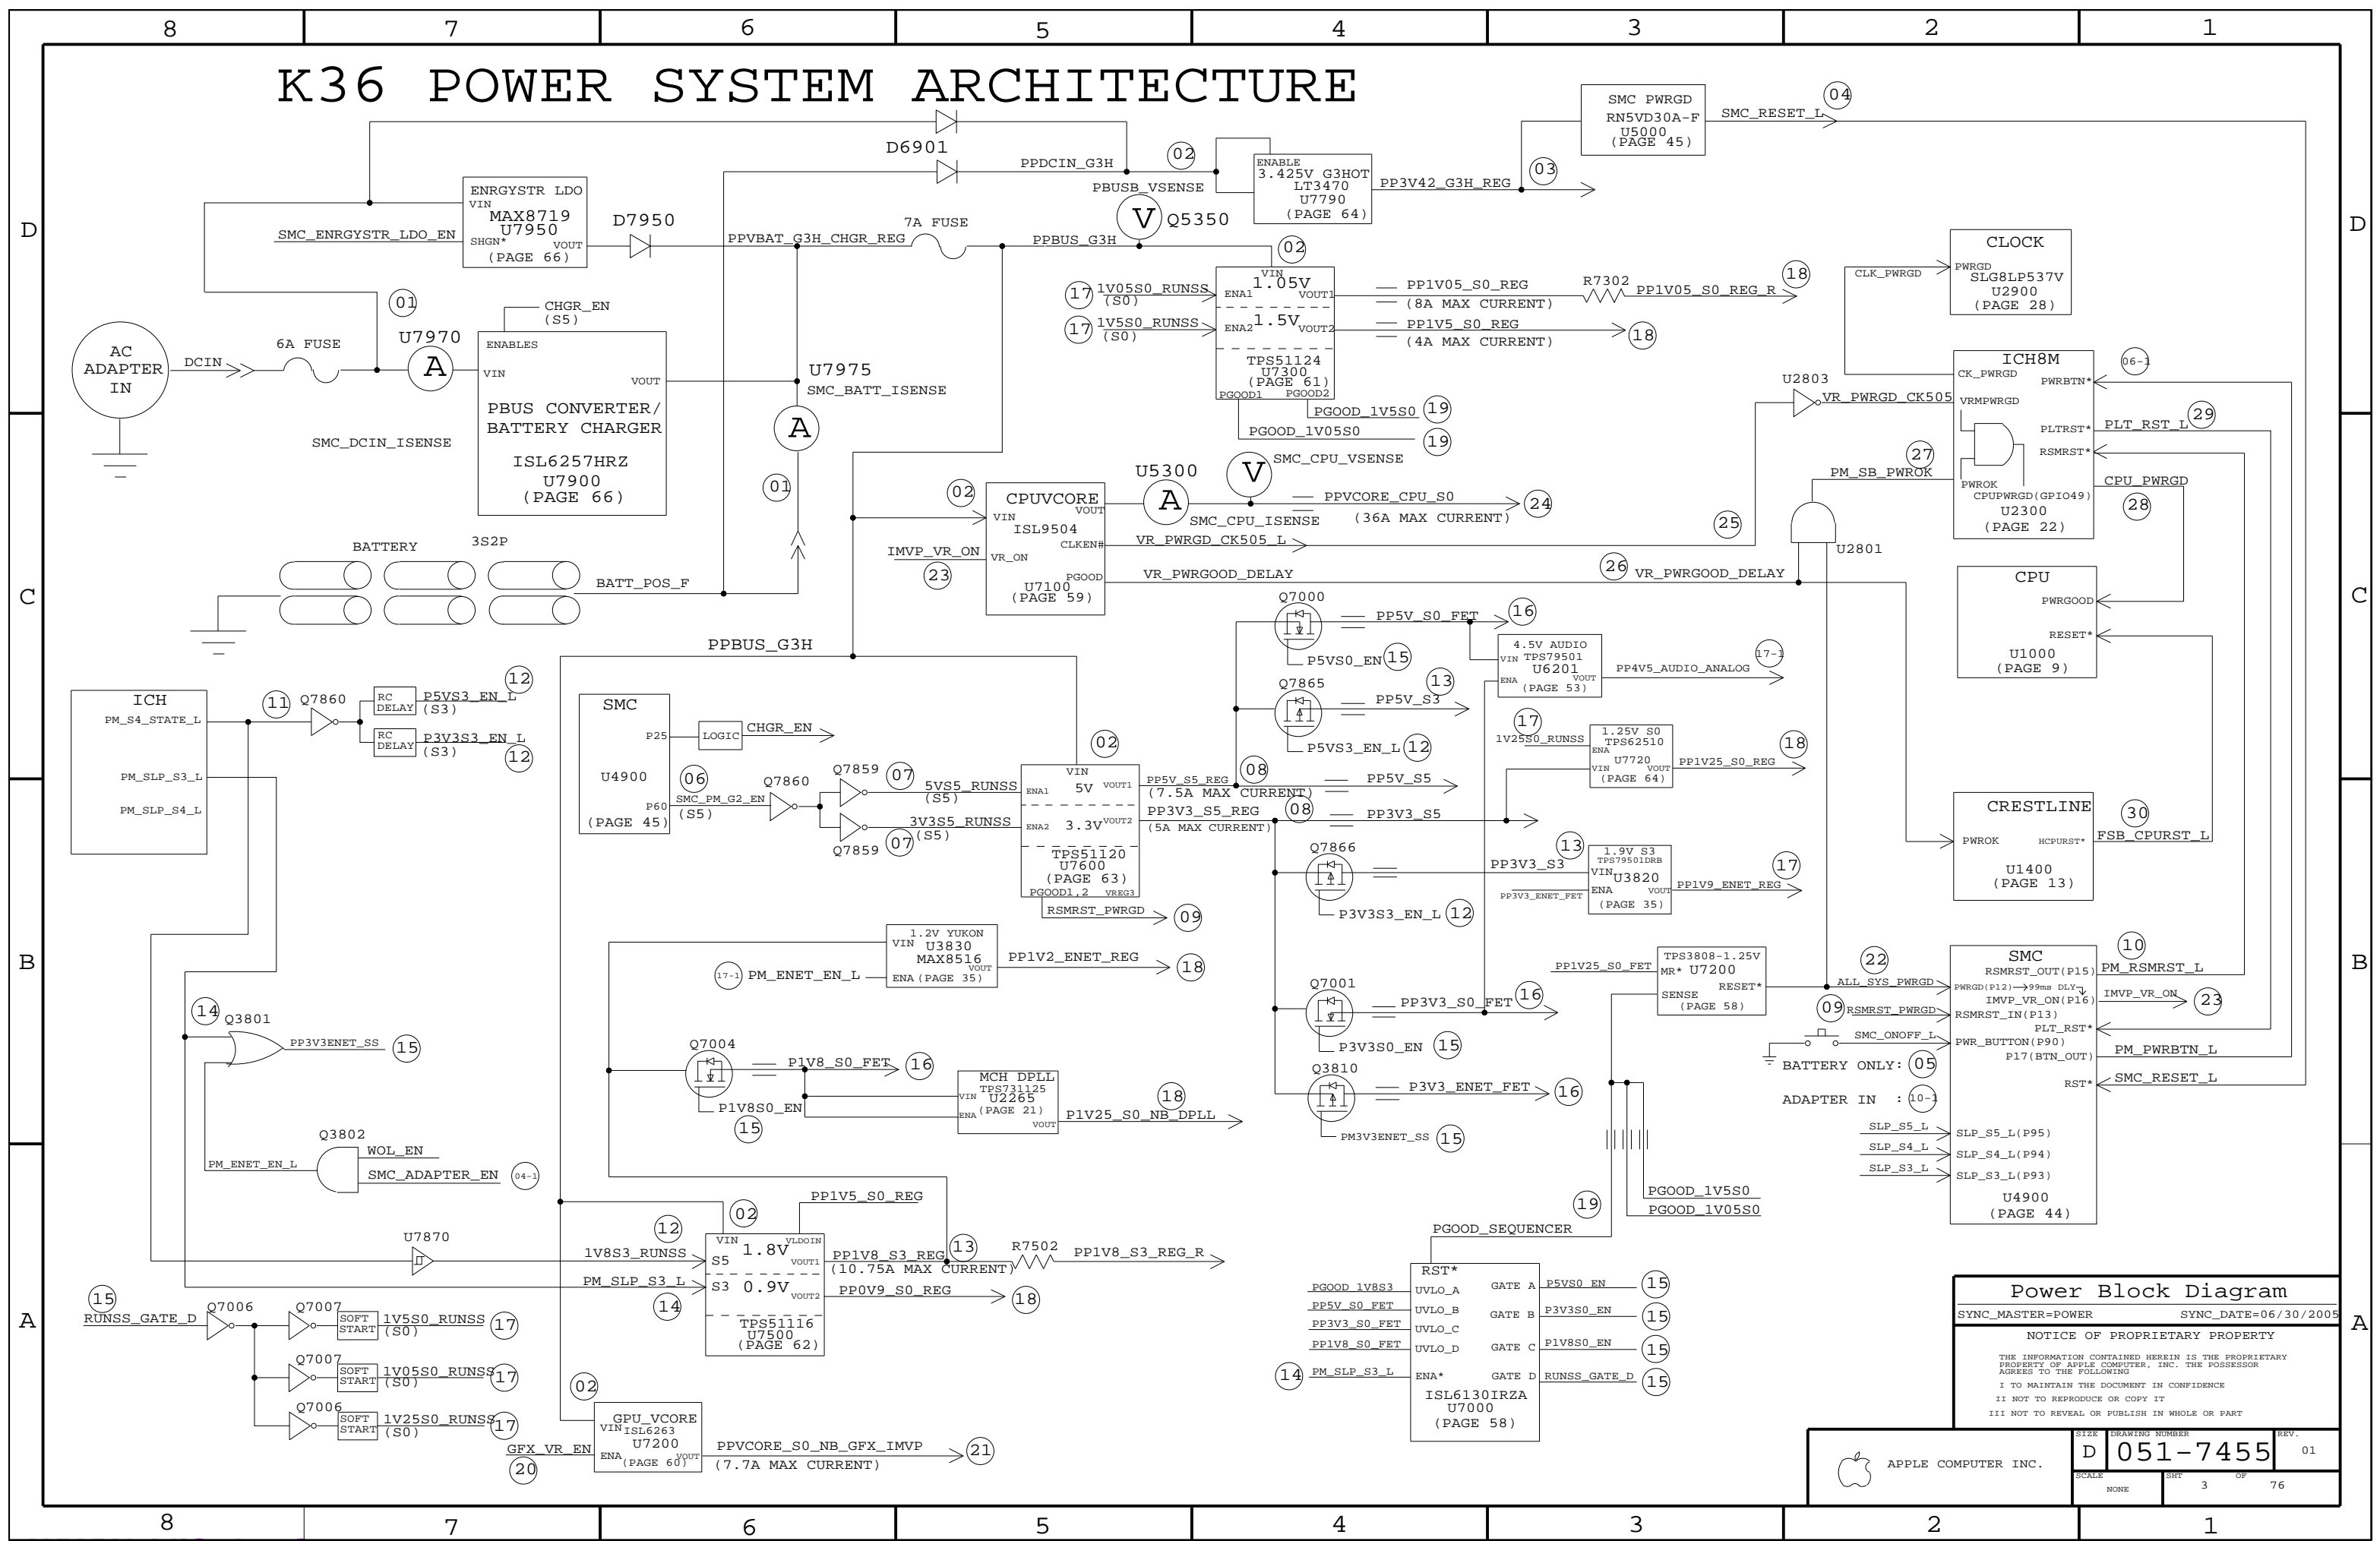 8 7 6 5 4 3 2 1
K36 POWER SYSTEM ARCHITECTURE
D
C
B
A
D
C
B
A
SMC PWRGD
RN5VD30A-F
U5000
(PAGE 45)
SMC_RESET_L
04
D6901
PPDCIN_G3H
02
ENABLE
3.425V G3HOT
LT3470
U7790
(PAGE 64)
PP3V42_G3H_REG
03
ENRGYSTR LDO
VIN
MAX8719
U7950
SHGN*
VOUT
(PAGE 66)
SMC_ENRGYSTR_LDO_EN
D7950
PPVBAT_G3H_CHGR_REG
7A FUSE
PPBUS_G3H
PBUSB_VSENSE
V
Q5350
02
VIN
1.05V
ENA1
VOUT1
1.5V
ENA2
VOUT2
TPS51124
U7300
(PAGE 61)
PGOOD1
PGOOD2
17
1V05S0_RUNSS
(S0)
17
1V5S0_RUNSS
(S0)
PP1V05_S0_REG
(8A MAX CURRENT)
R7302
PP1V05_S0_REG_R
18
PP1V5_S0_REG
(4A MAX CURRENT)
18
PGOOD_1V5S0
19
PGOOD_1V05S0
19
CLOCK
PWRGD
SLG8LP537V
U2900
(PAGE 28)
CLK_PWRGD
AC
ADAPTER
IN
DCIN
6A FUSE
01
U7970
A
SMC_DCIN_ISENSE
CHGR_EN
(S5)
ENABLES
VIN
VOUT
PBUS CONVERTER/
BATTERY CHARGER
ISL6257HRZ
U7900
(PAGE 66)
U7975
SMC_BATT_ISENSE
A
01
ICH8M
CK_PWRGD
PWRBTN*
VRMPWRGD
PLTRST*
RSMRST*
PWROK
CPUPWRGD(GPIO49)
U2300
(PAGE 22)
06-1
U2803
VR_PWRGD_CK505
PLT_RST_L
29
PM_SB_PWROK
27
CPU_PWRGD
28
25
U2801
BATTERY
3S2P
BATT_POS_F
02
CPUVCORE
VOUT
VIN
ISL9504
CLKEN#
VR_ON
PGOOD
U7100
(PAGE 59)
IMVP_VR_ON
23
U5300
A
V
SMC_CPU_VSENSE
SMC_CPU_ISENSE
PPVCORE_CPU_S0
(36A MAX CURRENT)
24
VR_PWRGD_CK505_L
VR_PWRGOOD_DELAY
26
VR_PWRGOOD_DELAY
CPU
PWRGOOD
RESET*
U1000
(PAGE 9)
PPBUS_G3H
Q7000
PP5V_S0_FET
16
P5VS0_EN
15
Q7865
PP5V_S3
13
P5VS3_EN_L
12
4.5V AUDIO
TPS79501
VIN
U6201
ENA
VOUT
(PAGE 53)
PP4V5_AUDIO_ANALOG
17-1
ICH
PM_S4_STATE_L
PM_SLP_S3_L
PM_SLP_S4_L
11
Q7860
RC
DELAY
P5VS3_EN_L
(S3)
12
RC
DELAY
P3V3S3_EN_L
(S3)
12
SMC
P25
U4900
P60
(PAGE 45)
LOGIC
CHGR_EN
06
SMC_PM_G2_EN
(S5)
Q7860
Q7859
07
5VS5_RUNSS
(S5)
Q7859
07
3V3S5_RUNSS
(S5)
02
VIN
ENA1
5V
VOUT1
ENA2
3.3V
VOUT2
TPS51120
U7600
(PAGE 63)
PGOOD1,2
VREG3
PP5V_S5_REG
(7.5A MAX CURRENT)
08
PP5V_S5
PP3V3_S5_REG
(5A MAX CURRENT)
08
PP3V3_S5
RSMRST_PWRGD
09
17
1V25S0_RUNSS
1.25V S0
TPS62510
ENA
U7720
VIN
VOUT
(PAGE 64)
PP1V25_S0_REG
18
Q7866
PP3V3_S3
13
P3V3S3_EN_L
12
1.9V S3
TPS79501DRB
VIN
U3820
ENA
VOUT
(PAGE 35)
PP3V3_ENET_FET
PP1V9_ENET_REG
17
CRESTLINE
PWROK
HCPURST*
U1400
(PAGE 13)
30
FSB_CPURST_L
1.2V YUKON
VIN
U3830
MAX8516
VOUT
ENA
(PAGE 35)
17-1
PM_ENET_EN_L
PP1V2_ENET_REG
18
Q7001
PP3V3_S0_FET
16
P3V3S0_EN
15
TPS3808-1.25V
MR*
U7200
RESET*
SENSE
(PAGE 58)
PP1V25_S0_FET
22
ALL_SYS_PWRGD
09
RSMRST_PWRGD
SMC_ONOFF_L
BATTERY ONLY: 05
ADAPTER IN : 10-1
SLP_S5_L
SLP_S4_L
SLP_S3_L
SMC
RSMRST_OUT(P15)
PWRGD(P12)
99ms DLY
IMVP_VR_ON(P16)
RSMRST_IN(P13)
PLT_RST*
PWR_BUTTON(P90)
P17(BTN_OUT)
RST*
SLP_S5_L(P95)
SLP_S4_L(P94)
SLP_S3_L(P93)
U4900
(PAGE 44)
10
PM_RSMRST_L
IMVP_VR_ON
23
PM_PWRBTN_L
SMC_RESET_L
14
Q3801
PP3V3ENET_SS
15
Q7004
P1V8_S0_FET
16
P1V8S0_EN
15
MCH DPLL
TPS731125
VIN
U2265
ENA
(PAGE 21)
VOUT
P1V25_S0_NB_DPLL
18
Q3810
P3V3_ENET_FET
16
PM3V3ENET_SS
15
Q3802
WOL_EN
PM_ENET_EN_L
SMC_ADAPTER_EN
04-1
PGOOD_1V5S0
PGOOD_1V05S0
19
PGOOD_SEQUENCER
U7870
12
1V8S3_RUNSS
PM_SLP_S3_L
14
02
PP1V5_S0_REG
VIN
VLDOIN
1.8V
S5
VOUT1
S3
0.9V
VOUT2
TPS51116
U7500
(PAGE 62)
PP1V8_S3_REG
(10.75A MAX CURRENT)
13
R7502
PP1V8_S3_REG_R
PP0V9_S0_REG
18
15
RUNSS_GATE_D
Q7006
Q7007
SOFT
START
1V5S0_RUNSS
(S0)
17
Q7007
SOFT
START
1V05S0_RUNSS
(S0)
17
Q7006
SOFT
START
1V25S0_RUNSS
(S0)
17
02
GPU_VCORE
VIN
ISL6263
U7200
ENA
VOUT
(PAGE 60)
GFX_VR_EN
20
PPVCORE_S0_NB_GFX_IMVP
(7.7A MAX CURRENT)
21
PGOOD_1V8S3
PP5V_S0_FET
PP3V3_S0_FET
PP1V8_S0_FET
14
PM_SLP_S3_L
RST*
UVLO_A
GATE A
UVLO_B
GATE B
UVLO_C
GATE C
UVLO_D
ENA*
GATE D
ISL6130IRZA
U7000
(PAGE 58)
P5VS0_EN
15
P3V3S0_EN
15
P1V8S0_EN
15
RUNSS_GATE_D
15
Power Block Diagram
SYNC_MASTER=POWER
SYNC_DATE=06/30/2005
NOTICE OF PROPRIETARY PROPERTY
THE INFORMATION CONTAINED HEREIN IS THE PROPRIETARY
PROPERTY OF APPLE COMPUTER, INC. THE POSSESSOR
AGREES TO THE FOLLOWING
I TO MAINTAIN THE DOCUMENT IN CONFIDENCE
II NOT TO REPRODUCE OR COPY IT
III NOT TO REVEAL OR PUBLISH IN WHOLE OR PART
APPLE COMPUTER INC.
SIZE
D
DRAWING NUMBER
051-7455
REV.
01
SCALE
NONE
SHT
3
OF
76
8 7 6 5 4 3 2 1